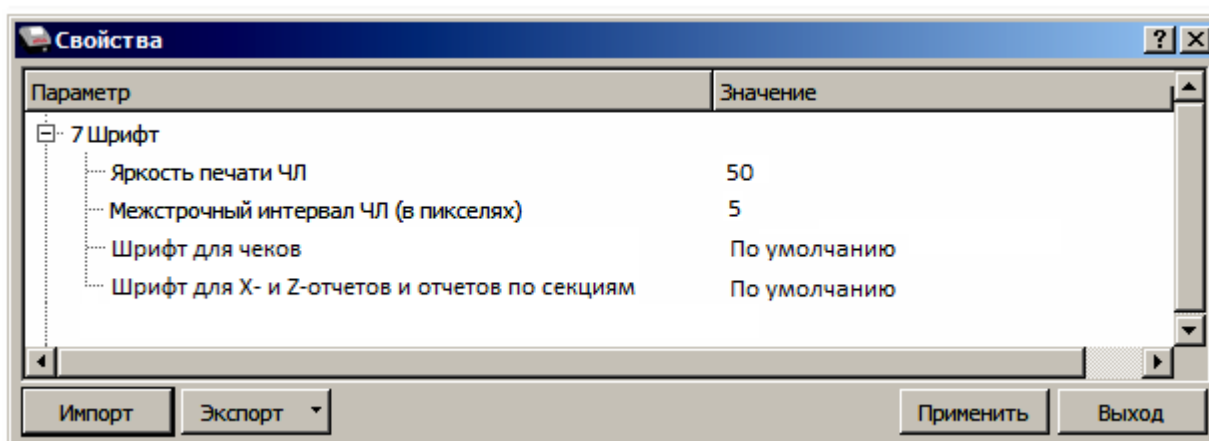 Свойства
Параметр Значение
7 Шрифт
Яркость печати ЧЛ 50
Межстрочный интервал ЧЛ (в пикселях) 5
Шрифт для чеков По умолчанию
Шрифт для X- и Z-отчетов и отчетов по секциям По умолчанию
Импорт Экспорт Применить Выход